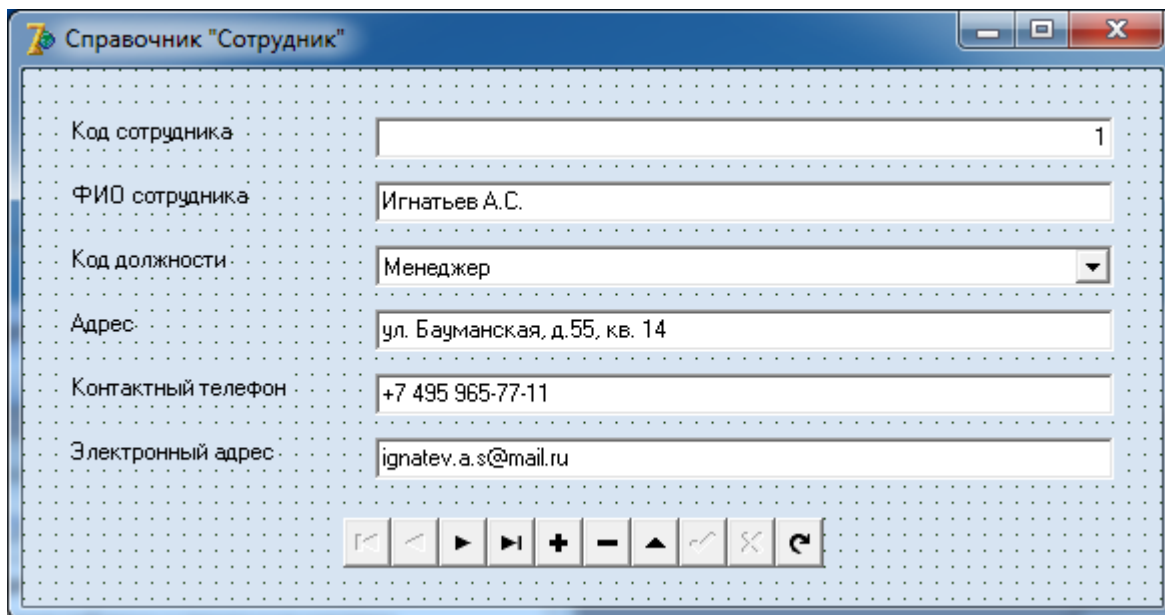 Справочник "Сотрудник"
Код сотрудника 1
ФИО сотрудника Игнатьев А.С.
Код должности Менеджер
Адрес ул. Бауманская, д.55, кв. 14
Контактный телефон +7 495 965-77-11
Электронный адрес ignatev.a.s@mail.ru